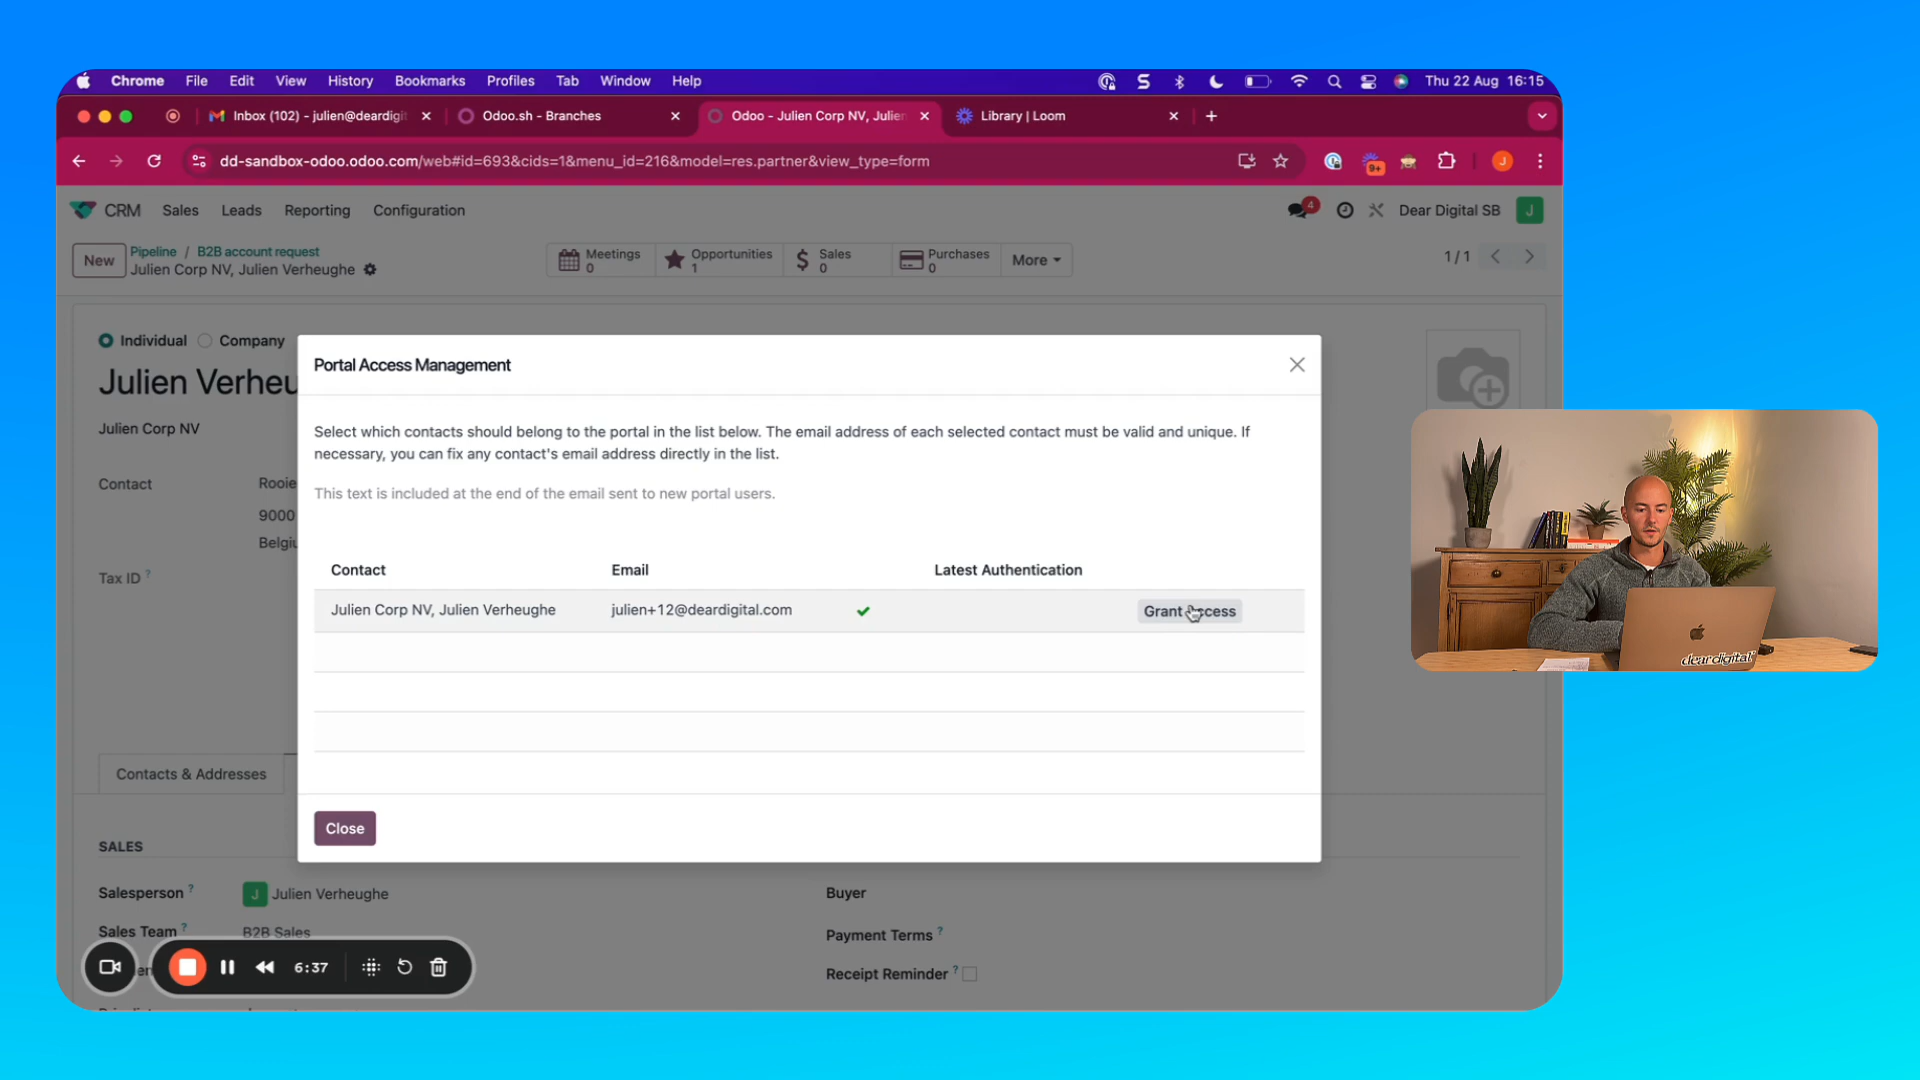 Chrome File Edit View History Bookmarks Profiles Tab Window Help Thu 22 Aug 16:15
Inbox (102) - julien@deardigit Odoo.sh - Branches Odoo - Julien Corp NV, Julien Library | Loom
dd-sandbox-odoo.odoo.com/web#id=693&cids=1&menu_id=216&model=res.partner&view_type=form 9+ J
CRM Sales Leads Reporting Configuration 4 Dear Digital SB J
New Pipeline / B2B account request
Julien Corp NV, Julien Verheughe
Meetings 0
Opportunities 1
Sales 0
Purchases 0
More
1 / 1
Individual Company
Julien Verheu
Julien Corp NV
Contact Rooie
9000
Belgiu
Tax ID ?
Portal Access Management
Select which contacts should belong to the portal in the list below. The email address of each selected contact must be valid and unique. If
necessary, you can fix any contact's email address directly in the list.
This text is included at the end of the email sent to new portal users.
Contact Email Latest Authentication
Julien Corp NV, Julien Verheughe julien+12@deardigital.com Grant Access
Close
Contacts & Addresses
SALES
Salesperson ? J Julien Verheughe Buyer
Sales Team ? B2B Sales Payment Terms ?
Receipt Reminder ?
6:37
dear digital